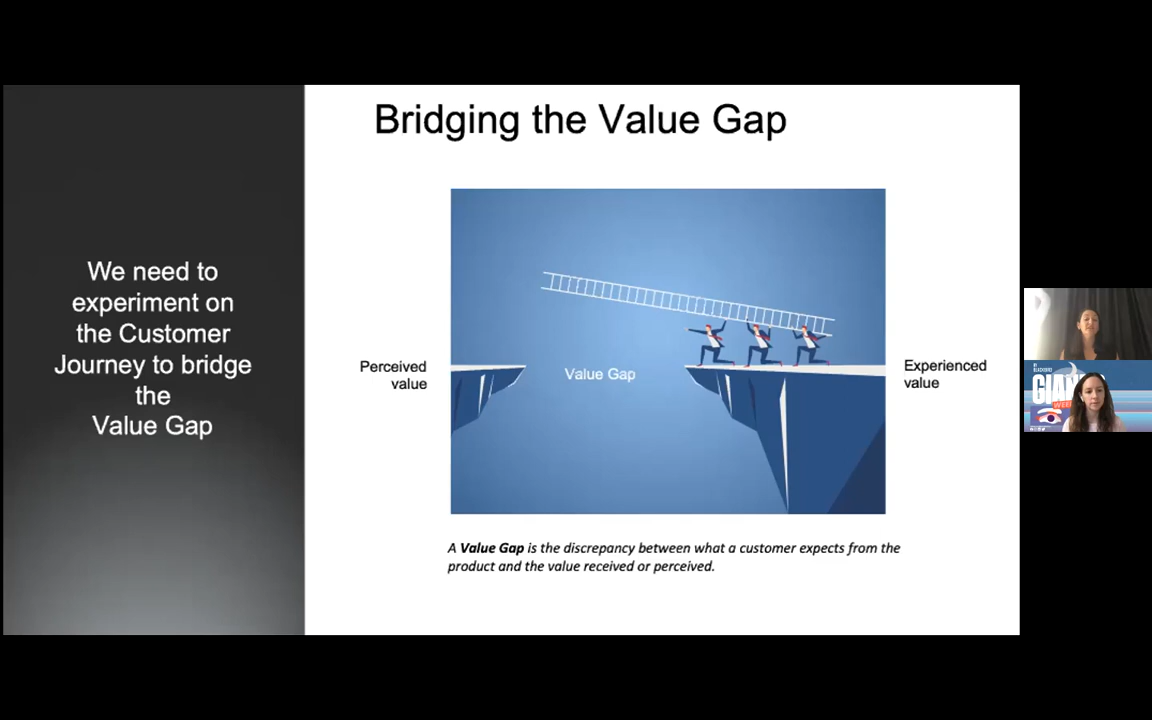 Bridging the Value Gap
We need to
experiment on
the Customer
Journey to bridge
the
Value Gap
Perceived
value
Value Gap
Experienced
value
A Value Gap is the discrepancy between what a customer expects from the
product and the value received or perceived.